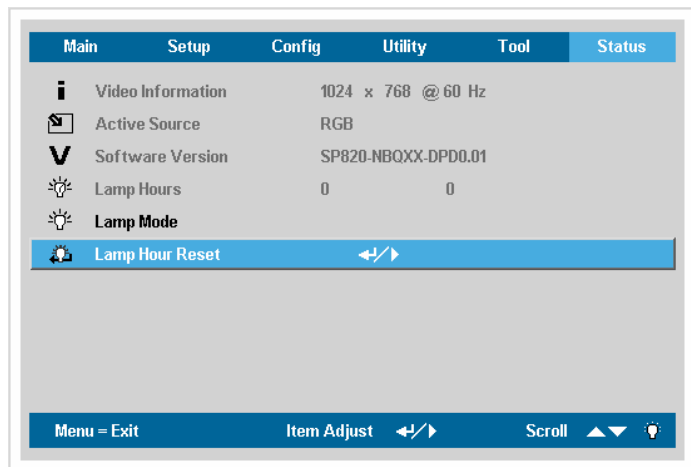 Main Setup Config Utility Tool Status
Video Information 1024 x 768 @ 60 Hz
Active Source RGB
Software Version SP820-NBQXX-DPD0.01
Lamp Hours 0 0
Lamp Mode
Lamp Hour Reset
Menu = Exit Item Adjust Scroll